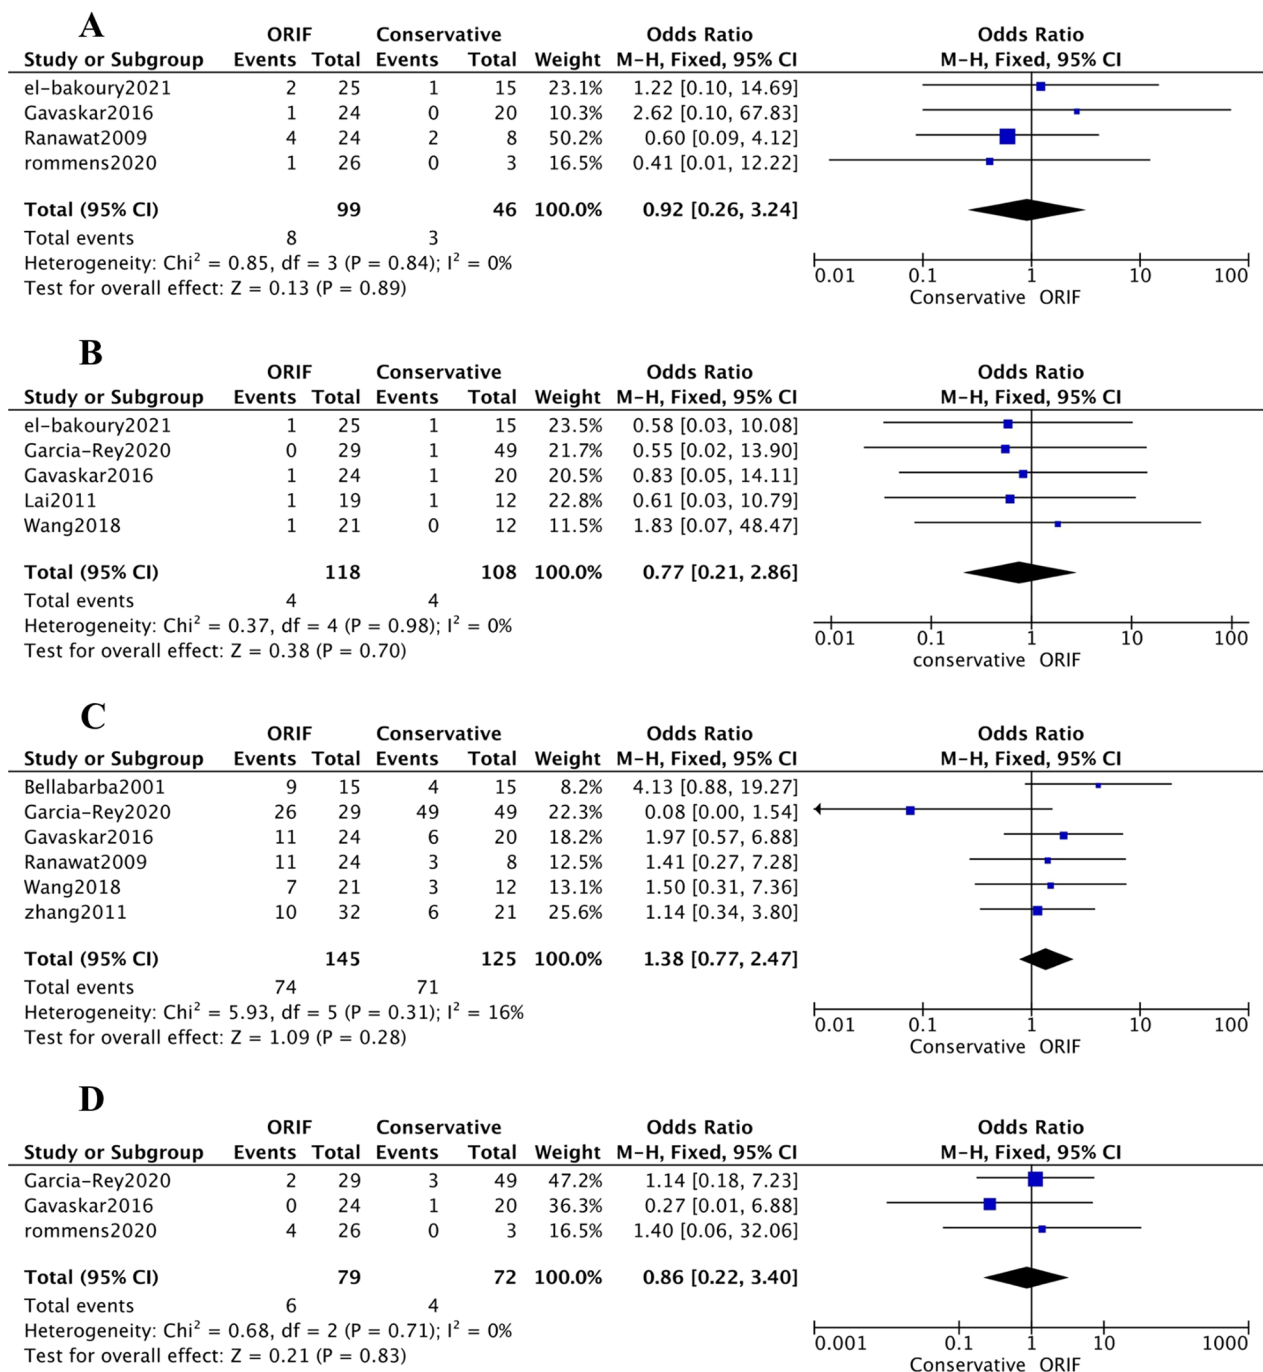 A
ORIF Conservative Odds Ratio Odds Ratio
Study or Subgroup Events Total Events Total Weight M-H, Fixed, 95% CI M-H, Fixed, 95% CI
el-bakoury2021 2 25 1 15 23.1% 1.22 [0.10, 14.69]
Gavaskar2016 1 24 0 20 10.3% 2.62 [0.10, 67.83]
Ranawat2009 4 24 2 8 50.2% 0.60 [0.09, 4.12]
rommens2020 1 26 0 3 16.5% 0.41 [0.01, 12.22]
Total (95% CI) 99 46 100.0% 0.92 [0.26, 3.24]
Total events 8 3
Heterogeneity: Chi² = 0.85, df = 3 (P = 0.84); I² = 0%
Test for overall effect: Z = 0.13 (P = 0.89)
0.01 0.1 1 10 100
Conservative ORIF
B
ORIF Conservative Odds Ratio Odds Ratio
Study or Subgroup Events Total Events Total Weight M-H, Fixed, 95% CI M-H, Fixed, 95% CI
el-bakoury2021 1 25 1 15 23.5% 0.58 [0.03, 10.08]
Garcia-Rey2020 0 29 1 49 21.7% 0.55 [0.02, 13.90]
Gavaskar2016 1 24 1 20 20.5% 0.83 [0.05, 14.11]
Lai2011 1 19 1 12 22.8% 0.61 [0.03, 10.79]
Wang2018 1 21 0 12 11.5% 1.83 [0.07, 48.47]
Total (95% CI) 118 108 100.0% 0.77 [0.21, 2.86]
Total events 4 4
Heterogeneity: Chi² = 0.37, df = 4 (P = 0.98); I² = 0%
Test for overall effect: Z = 0.38 (P = 0.70)
0.01 0.1 1 10 100
conservative ORIF
C
ORIF Conservative Odds Ratio Odds Ratio
Study or Subgroup Events Total Events Total Weight M-H, Fixed, 95% CI M-H, Fixed, 95% CI
Bellabarba2001 9 15 4 15 8.2% 4.13 [0.88, 19.27]
Garcia-Rey2020 26 29 49 49 22.3% 0.08 [0.00, 1.54]
Gavaskar2016 11 24 6 20 18.2% 1.97 [0.57, 6.88]
Ranawat2009 11 24 3 8 12.5% 1.41 [0.27, 7.28]
Wang2018 7 21 3 12 13.1% 1.50 [0.31, 7.36]
zhang2011 10 32 6 21 25.6% 1.14 [0.34, 3.80]
Total (95% CI) 145 125 100.0% 1.38 [0.77, 2.47]
Total events 74 71
Heterogeneity: Chi² = 5.93, df = 5 (P = 0.31); I² = 16%
Test for overall effect: Z = 1.09 (P = 0.28)
0.01 0.1 1 10 100
Conservative ORIF
D
ORIF Conservative Odds Ratio Odds Ratio
Study or Subgroup Events Total Events Total Weight M-H, Fixed, 95% CI M-H, Fixed, 95% CI
Garcia-Rey2020 2 29 3 49 47.2% 1.14 [0.18, 7.23]
Gavaskar2016 0 24 1 20 36.3% 0.27 [0.01, 6.88]
rommens2020 4 26 0 3 16.5% 1.40 [0.06, 32.06]
Total (95% CI) 79 72 100.0% 0.86 [0.22, 3.40]
Total events 6 4
Heterogeneity: Chi² = 0.68, df = 2 (P = 0.71); I² = 0%
Test for overall effect: Z = 0.21 (P = 0.83)
0.001 0.1 1 10 1000
Conservative ORIF